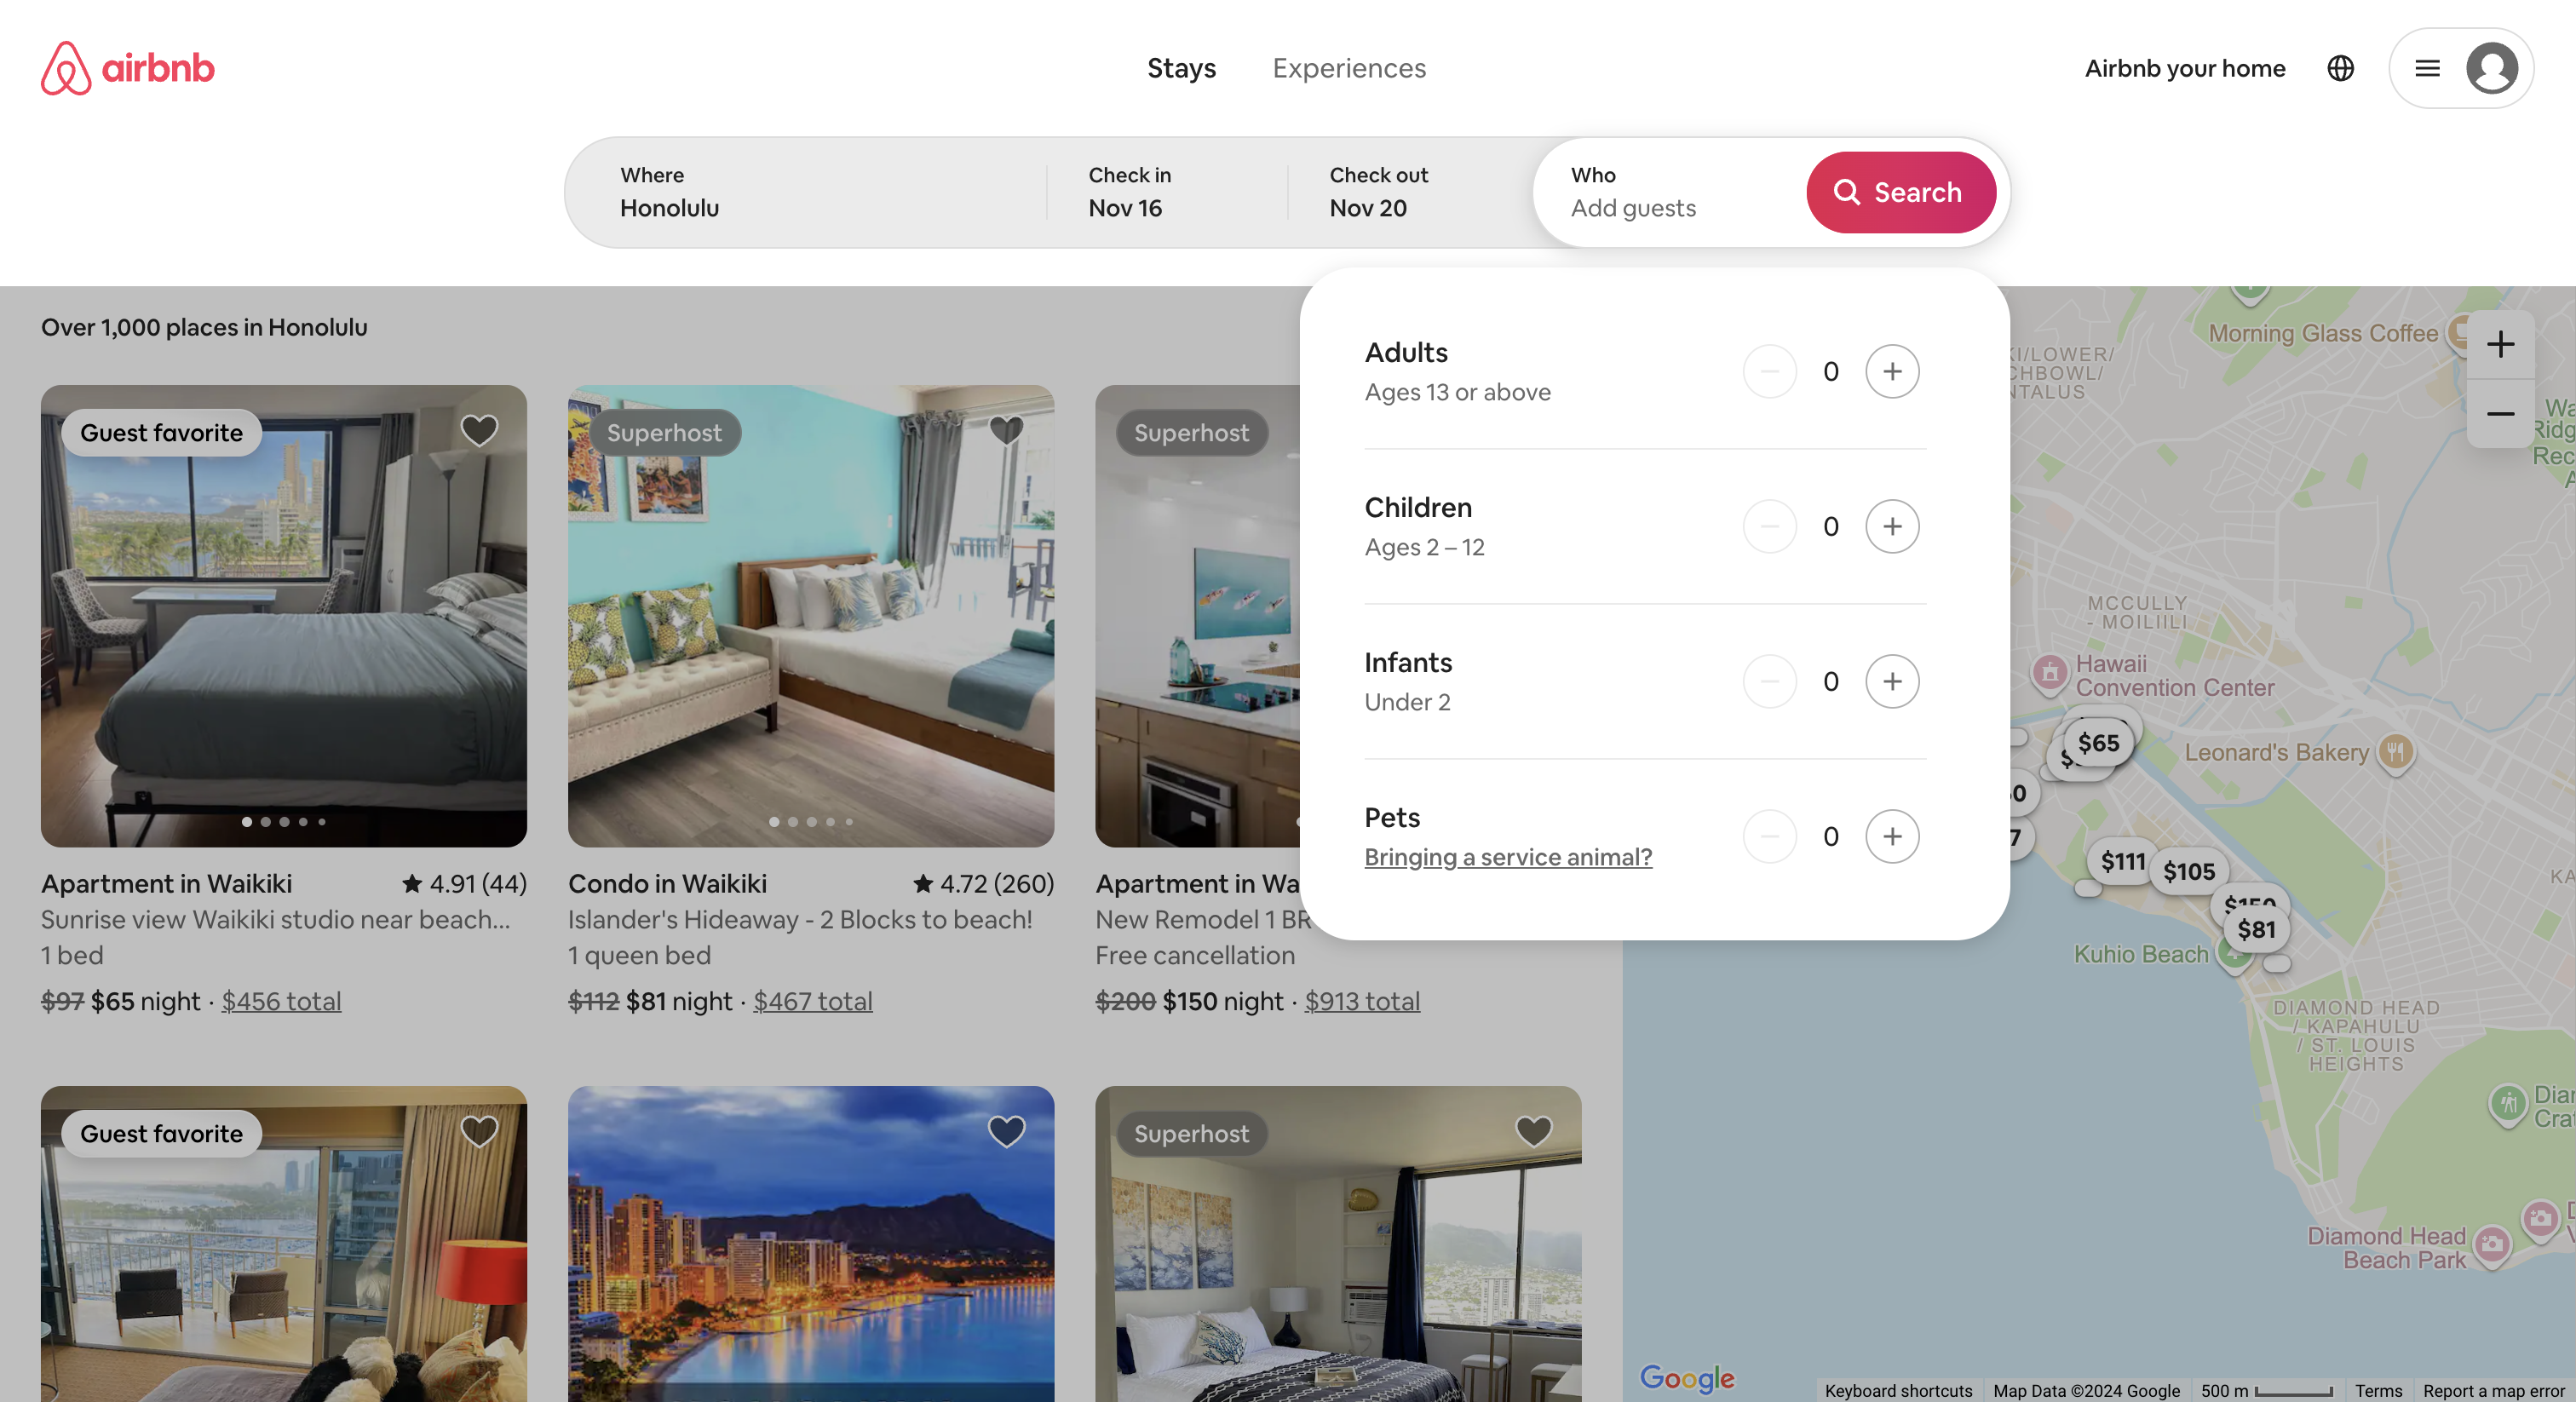 airbnb
Stays
Experiences
Airbnb your home
Where
Honolulu
Check in
Nov 16
Check out
Nov 20
Who
Add guests
Search
Adults
Ages 13 or above
0
Children
Ages 2 – 12
0
Infants
Under 2
0
Pets
Bringing a service animal?
0
Over 1,000 places in Honolulu
Guest favorite
Superhost
Superhost
Apartment in Waikiki
4.91 (44)
Sunrise view Waikiki studio near beach...
1 bed
$97 $65 night · $456 total
Condo in Waikiki
4.72 (260)
Islander's Hideaway - 2 Blocks to beach!
1 queen bed
$112 $81 night · $467 total
Apartment in Wa
New Remodel 1 BR
Free cancellation
$200 $150 night · $913 total
Guest favorite
Superhost
Morning Glass Coffee
KI/LOWER/
CHBOWL/
NTALUS
MCCULLY
- MOILIILI
Hawaii
Convention Center
$65
Leonard's Bakery
$111
$105
$150
$81
Kuhio Beach
DIAMOND HEAD
/ KAPAHULU
/ ST. LOUIS
HEIGHTS
Diamond Head
Beach Park
Google
Keyboard shortcuts
Map Data ©2024 Google
500 m
Terms
Report a map error